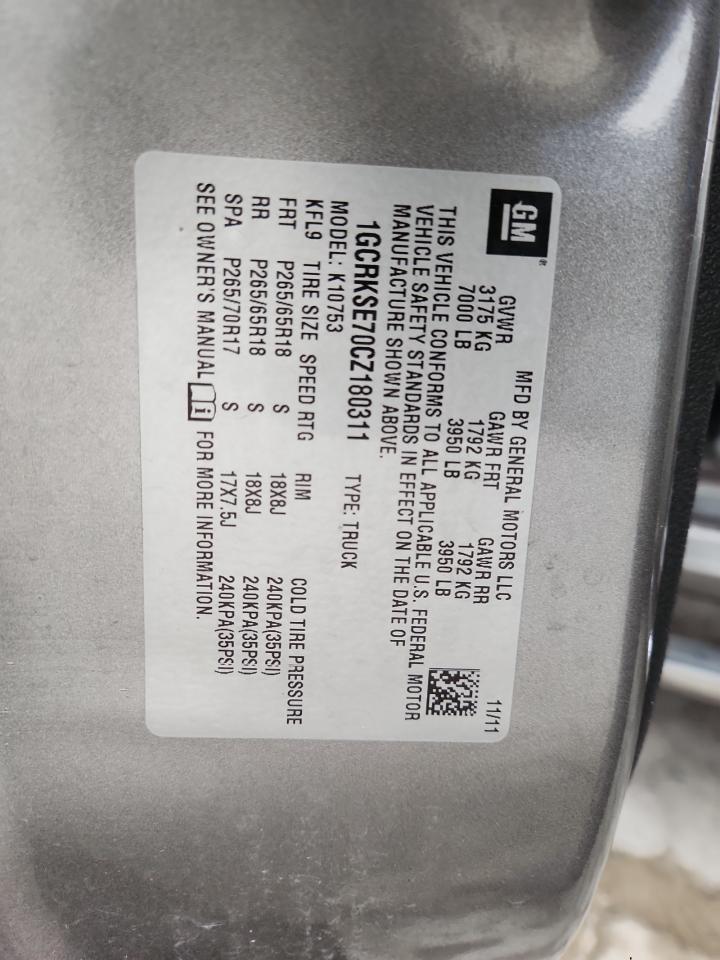 GM
MFD BY GENERAL MOTORS LLC 11/11
GVWR GAWR FRT GAWR RR
3175 KG 1792 KG 1792 KG
7000 LB 3950 LB 3950 LB
THIS VEHICLE CONFORMS TO ALL APPLICABLE U.S. FEDERAL MOTOR
VEHICLE SAFETY STANDARDS IN EFFECT ON THE DATE OF
MANUFACTURE SHOWN ABOVE.
1GCRKSE70CZ180311 TYPE: TRUCK
MODEL: K10753
KFL9 TIRE SIZE SPEED RTG RIM COLD TIRE PRESSURE
FRT P265/65R18 S 18X8J 240KPA(35PSI)
RR P265/65R18 S 18X8J 240KPA(35PSI)
SPA P265/70R17 S 17X7.5J 240KPA(35PSI)
SEE OWNER'S MANUAL i FOR MORE INFORMATION.